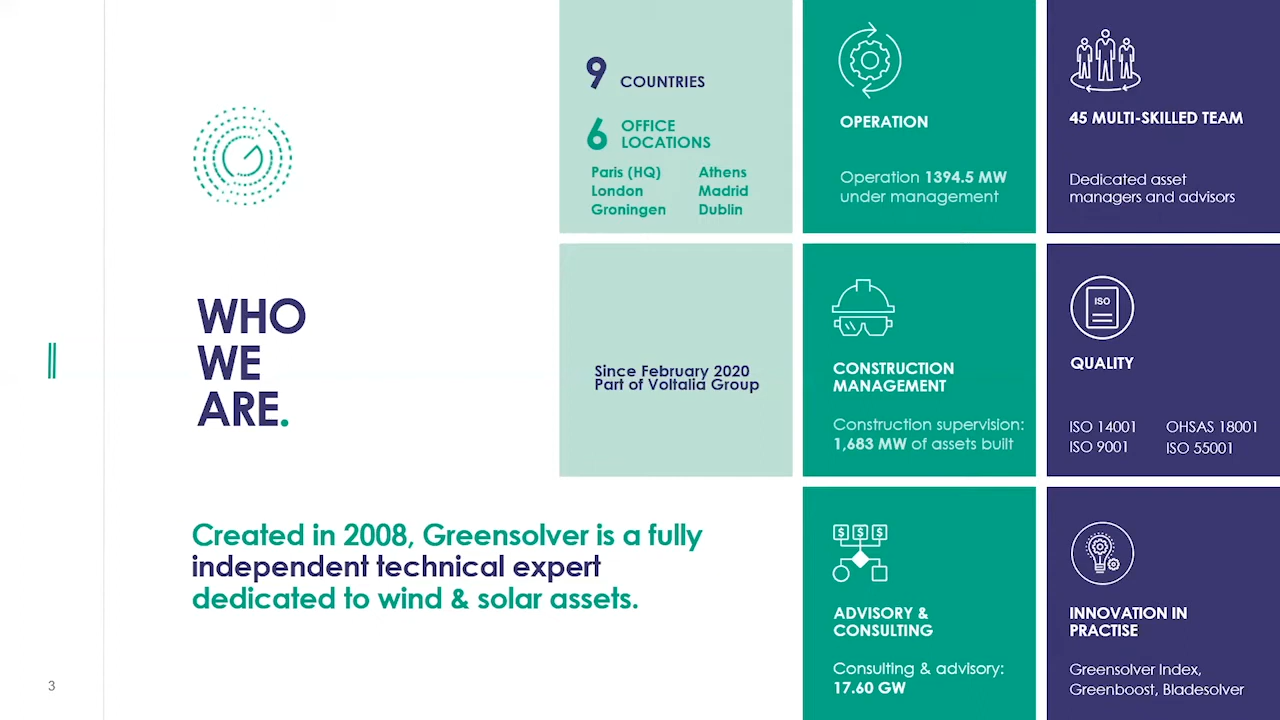 WHO
WE
ARE.
Created in 2008, Greensolver is a fully
independent technical expert
dedicated to wind & solar assets.
3
9 COUNTRIES
6 OFFICE
LOCATIONS
Paris (HQ) Athens
London Madrid
Groningen Dublin
OPERATION
Operation 1394.5 MW
under management
45 MULTI-SKILLED TEAM
Dedicated asset
managers and advisors
Since February 2020
Part of Voltalia Group
CONSTRUCTION
MANAGEMENT
Construction supervision:
1,683 MW of assets built
ISO
QUALITY
ISO 14001 OHSAS 18001
ISO 9001 ISO 55001
$ $ $
ADVISORY &
CONSULTING
Consulting & advisory:
17.60 GW
INNOVATION IN
PRACTISE
Greensolver Index,
Greenboost, Bladesolver